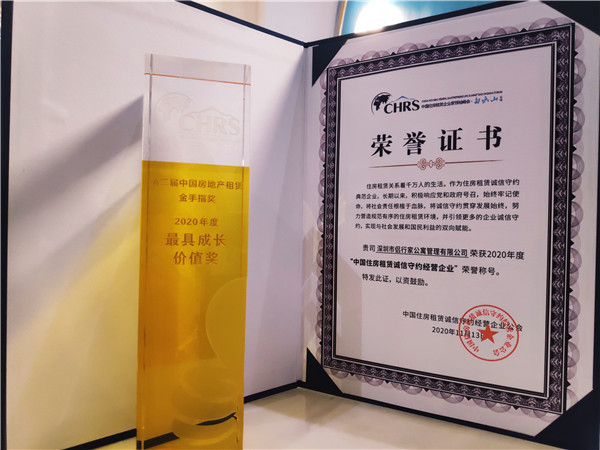 CHRS
二届中国房地产租赁
金手指奖
2020年度
最具成长
价值奖
CHRS
荣誉证书
住房租赁关系着千万人的生活。作为住房租赁诚信守约
典范企业，长期以来，积极响应党和政府号召，始终牢记使
命，将社会责任根植于血脉，将诚信守约贯穿发展始终，努
力营造规范有序的住房租赁环境，并引领更多的企业诚信守
约，实现与社会发展和国民利益的双向赋能。
贵司 深圳市行家公寓管理有限公司 荣获2020年度
“中国住房租赁诚信守约经营企业”荣誉称号。
特发此证，以资鼓励。
中国住房租赁诚信守约经营企业公会
2020年11月13日